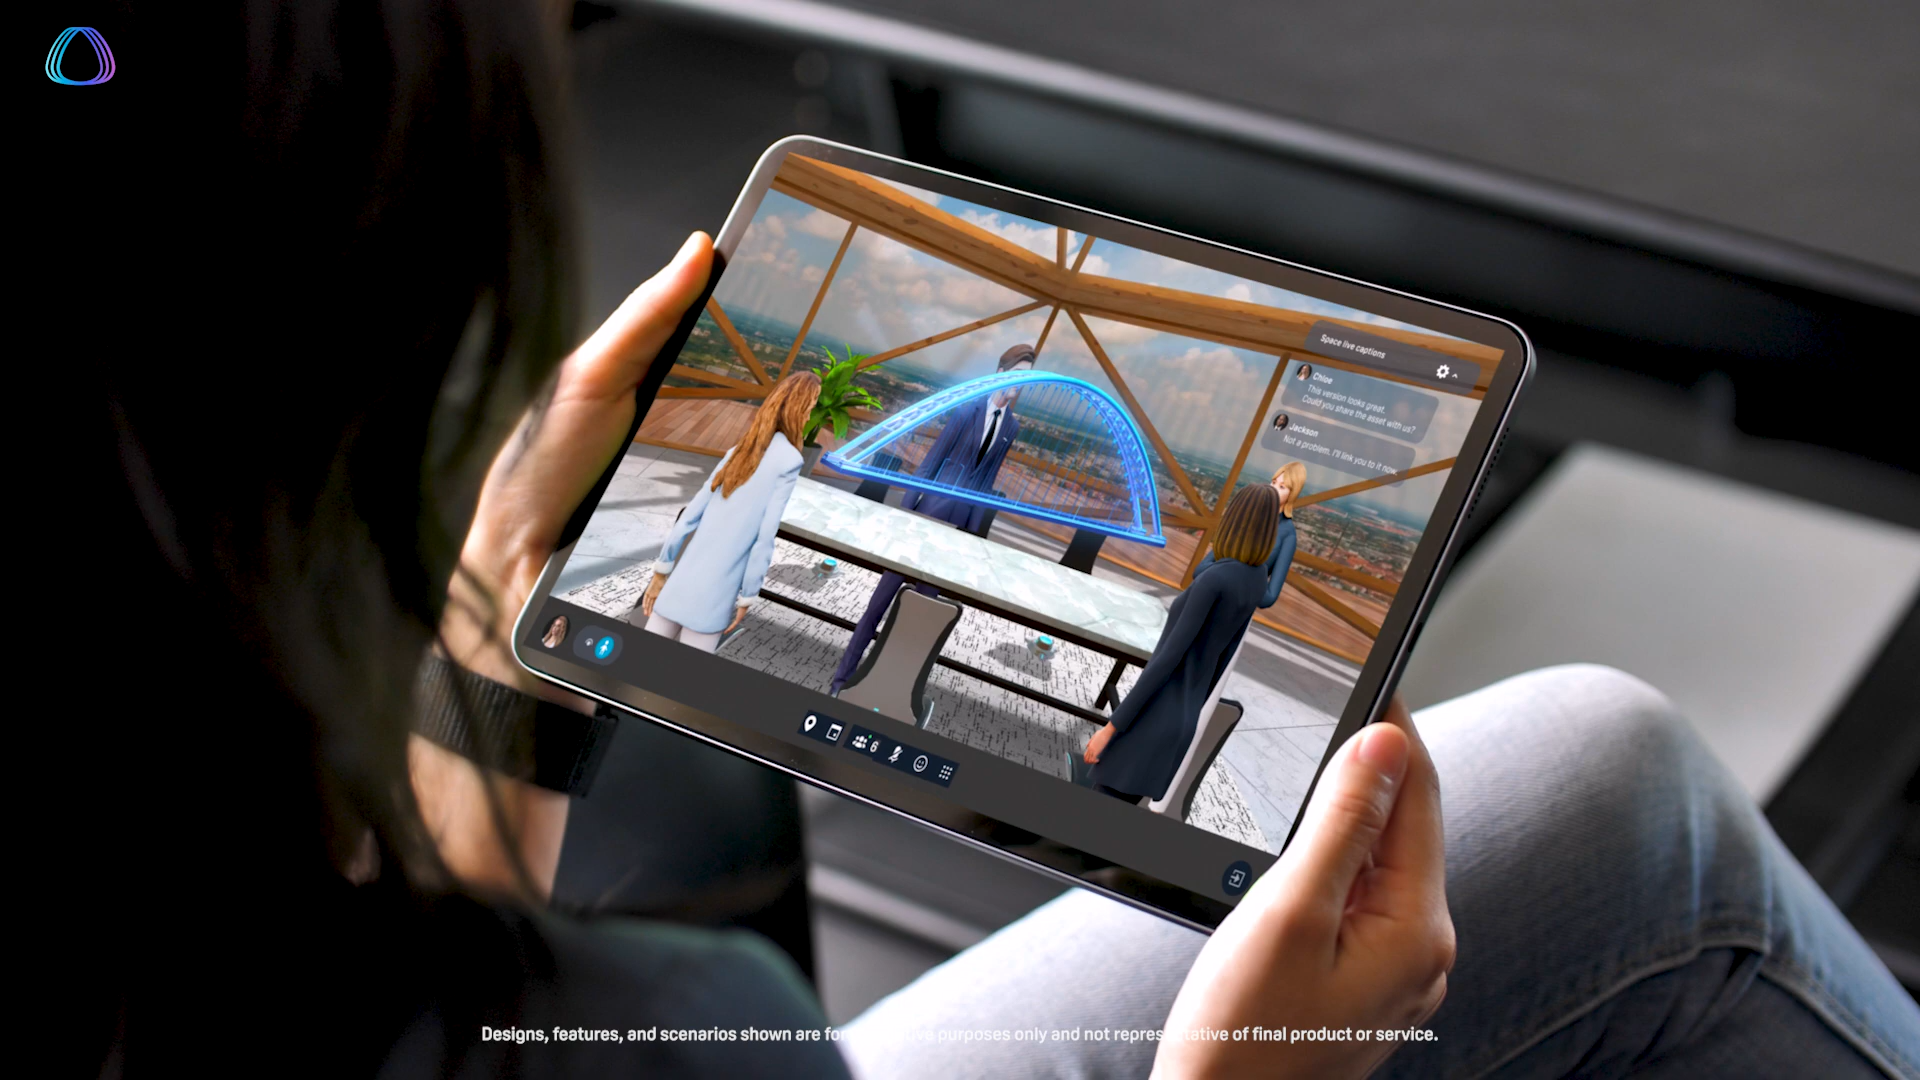 Space live captions
Chloe
This version looks great.
Could you share the asset with us?
Jackson
Not a problem. I'll link you to it now.
6
Designs, features, and scenarios shown are for purposes only and not of final product or service.